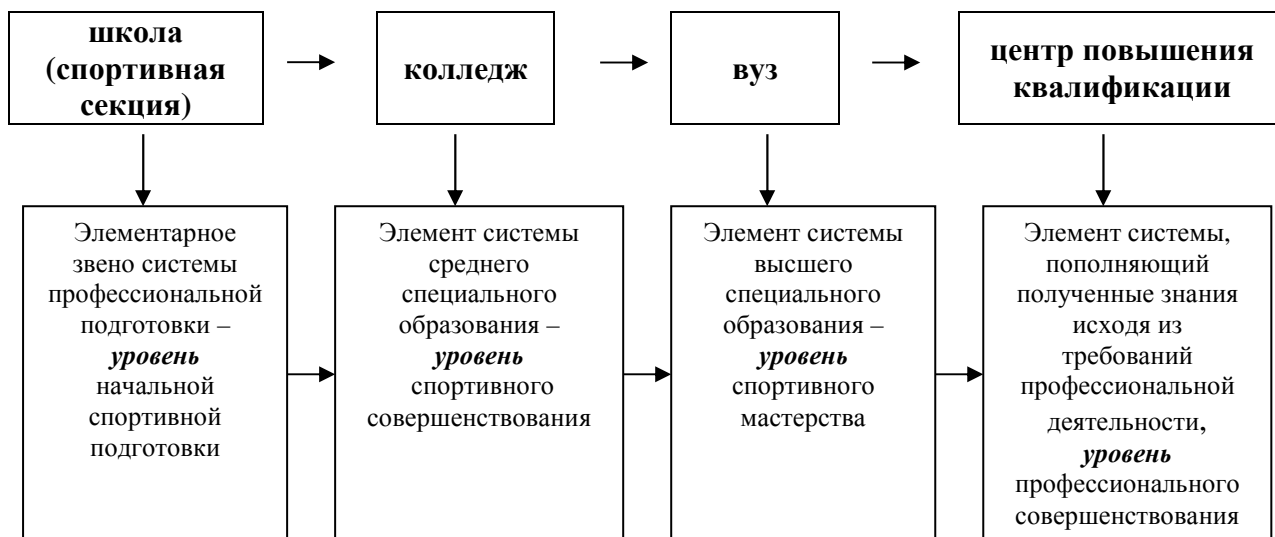 школа
(спортивная
секция)
колледж
вуз
центр повышения
квалификации
Элементарное
звено системы
профессиональной
подготовки –
уровень
начальной
спортивной
подготовки
Элемент системы
среднего
специального
образования –
уровень
спортивного
совершенствования
Элемент системы
высшего
специального
образования –
уровень
спортивного
мастерства
Элемент системы,
пополняющий
полученные знания
исходя из
требований
профессиональной
деятельности,
уровень
профессионального
совершенствования